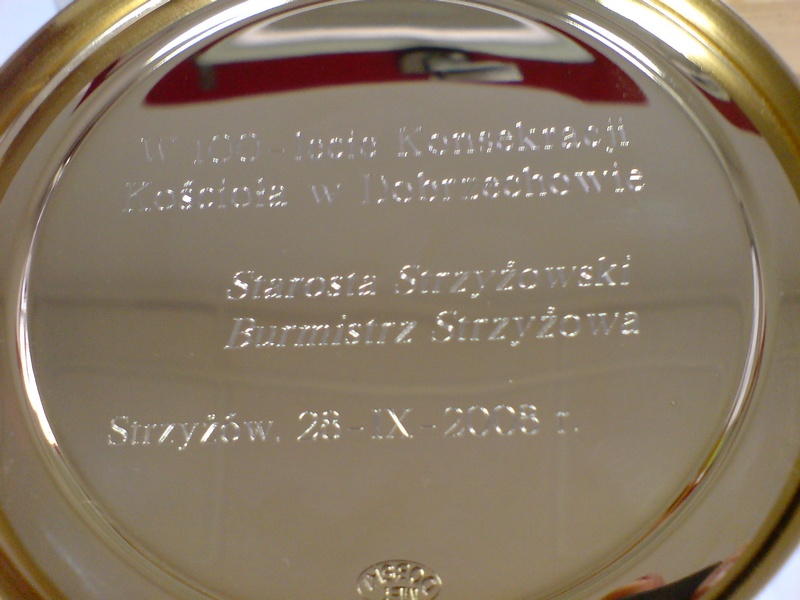 W 100-lecie Konsekracji
Kościoła w Dobrzechowie
Starosta Strzyżowski
Burmistrz Strzyżowa
Strzyżów, 28-IX-2008 r.